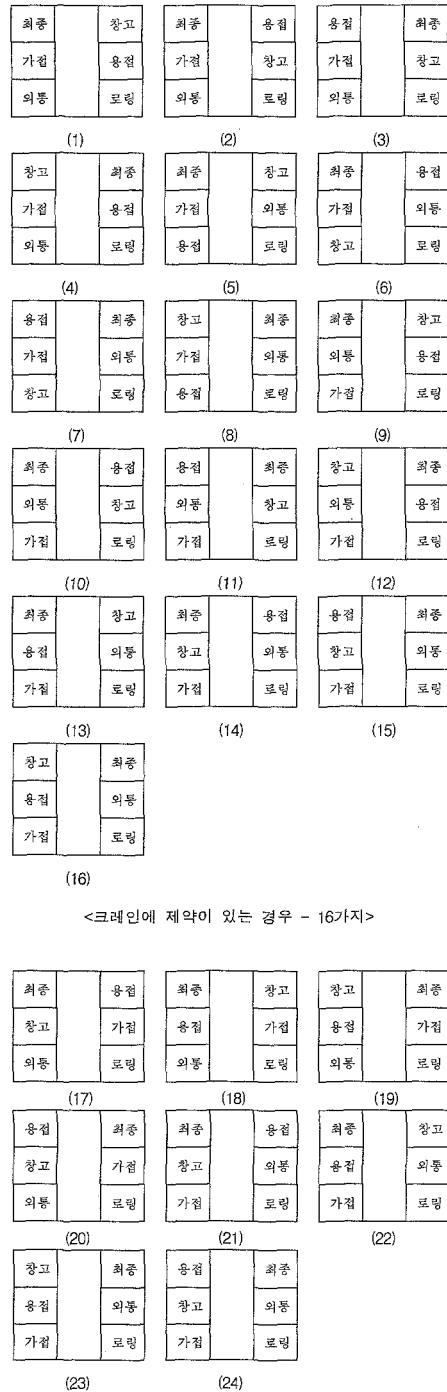 최종 창고 최종 용접 용접 최종
가접 용접 가접 창고 가접 창고
외통 로링 외통 로링 외통 로링
(1) (2) (3)
창고 최종 최종 창고 최종 용접
가접 용접 가접 외통 가접 외통
외통 로링 용접 로링 창고 로링
(4) (5) (6)
용접 최종 창고 최종 최종 창고
가접 외통 가접 외통 외통 용접
창고 로링 용접 로링 가접 로링
(7) (8) (9)
최종 용접 용접 최종 창고 최종
외통 창고 외통 창고 외통 용접
가접 로링 가접 로링 가접 로링
(10) (11) (12)
최종 창고 최종 용접 용접 최종
용접 외통 창고 외통 창고 외통
가접 로링 가접 로링 가접 로링
(13) (14) (15)
창고 최종
용접 외통
가접 로링
(16)
<크레인에 제약이 있는 경우 - 16가지>
최종 용접 최종 창고 창고 최종
창고 가접 용접 가접 용접 가접
외통 로링 외통 로링 외통 로링
(17) (18) (19)
용접 최종 최종 용접 최종 창고
창고 가접 창고 외통 용접 외통
외통 로링 가접 로링 가접 로링
(20) (21) (22)
창고 최종 용접 최종
용접 외통 창고 외통
가접 로링 가접 로링
(23) (24)